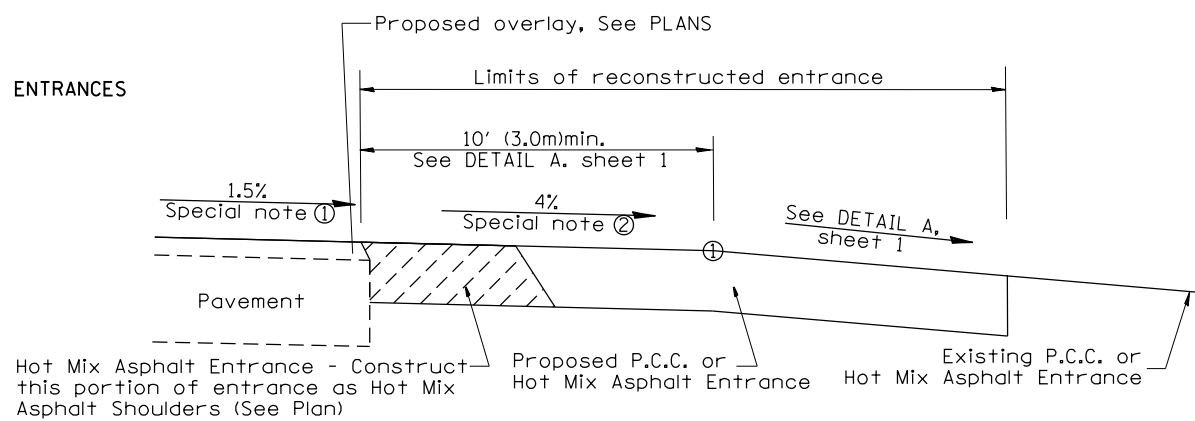 Proposed overlay, See PLANS
ENTRANCES
Limits of reconstructed entrance
10' (3.0m)min.
See DETAIL A. sheet 1
1.5%
Special note ①
4%
Special note ②
See DETAIL A,
sheet 1
①
Pavement
Hot Mix Asphalt Entrance - Construct
this portion of entrance as Hot Mix
Asphalt Shoulders (See Plan)
Proposed P.C.C. or
Hot Mix Asphalt Entrance
Existing P.C.C. or
Hot Mix Asphalt Entrance